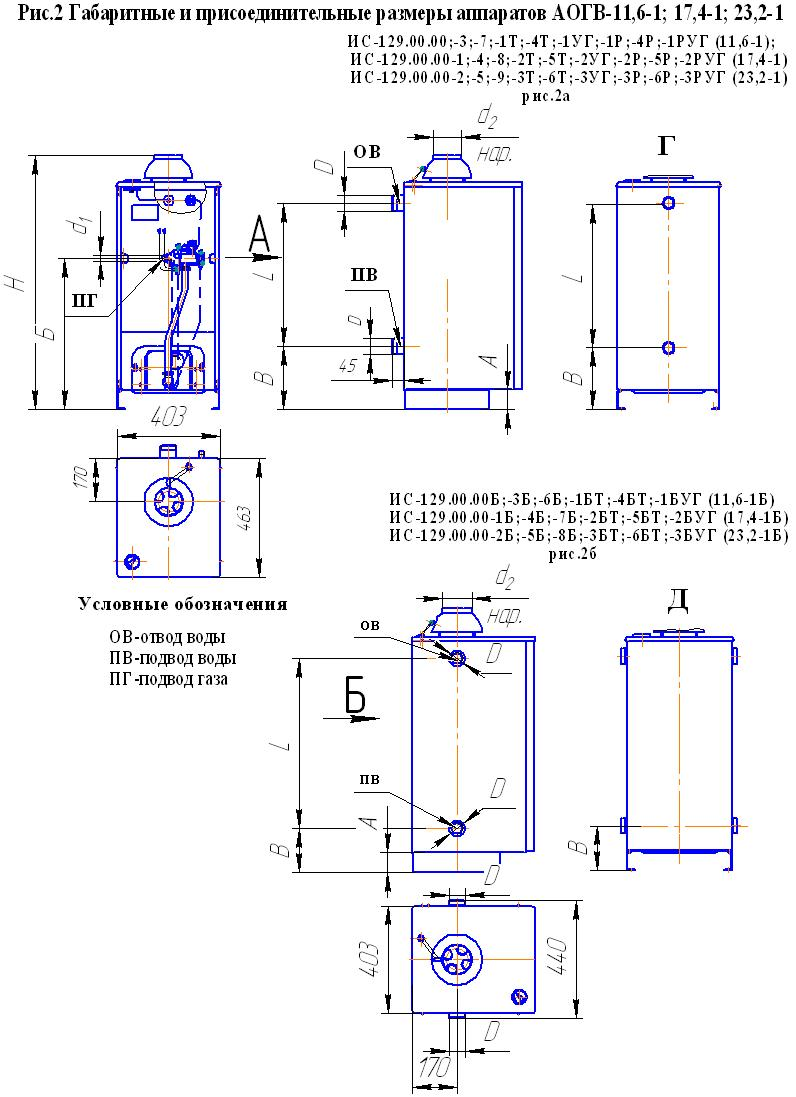 Рис.2 Габаритные и присоединительные размеры аппаратов АОГВ-11,6-1; 17,4-1; 23,2-1
ИС-129.00.00;-3;-7;-1Т;-4Т;-1УГ;-1Р;-4Р;-1РУГ (11,6-1);
ИС-129.00.00-1;-4;-8;-2Т;-5Т;-2УГ;-2Р;-5Р;-2РУГ (17,4-1)
ИС-129.00.00-2;-5;-9;-3Т;-6Т;-3УГ;-3Р;-6Р;-3РУГ (23,2-1)
рис.2а
d2
нар.
ОВ
Г
D
d1
А
L
L
ПВ
ПГ
H
Б
D
45
В
А
В
403
170
463
ИС-129.00.00Б;-3Б;-6Б;-1БТ;-4БТ;-1БУГ (11,6-1Б)
ИС-129.00.00-1Б;-4Б;-7Б;-2БТ;-5БТ;-2БУГ (17,4-1Б)
ИС-129.00.00-2Б;-5Б;-8Б;-3БТ;-6БТ;-3БУГ (23,2-1Б)
рис.2б
Условные обозначения
ОВ-отвод воды
ПВ-подвод воды
ПГ-подвод газа
d2
нар.
Д
ов
D
Б
L
пв
D
А
В
В
D
403
440
D
170